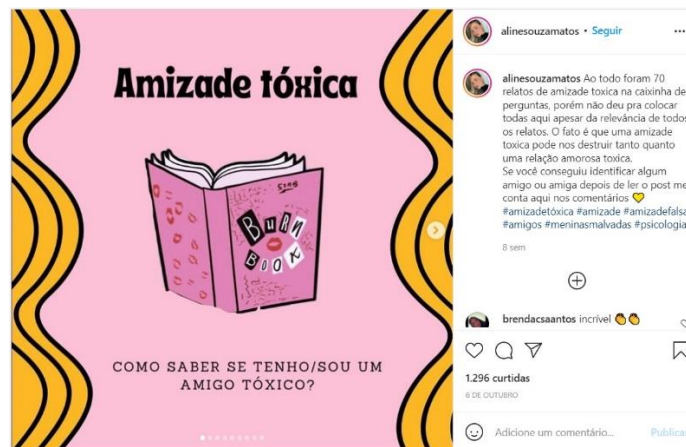 Amizade tóxica
BURN
BOOK
COMO SABER SE TENHO/SOU UM
AMIGO TÓXICO?
alinesouzamatos • Seguir
alinesouzamatos Ao todo foram 70
relatos de amizade toxica na caixinha de
perguntas, porém não deu pra colocar
todas aqui apesar da relevância de todos
os relatos. O fato é que uma amizade
toxica pode nos destruir tanto quanto
uma relação amorosa toxica.
Se você conseguiu identificar algum
amigo ou amiga depois de ler o post me
conta aqui nos comentários 💛
#amizadetóxica #amizade #amizadefalsa
#amigos #meninasmalvadas #psicologia
8 sem
brendacsaantos incrível 👏👏
1.296 curtidas
6 DE OUTUBRO
Adicione um comentário... Publicar